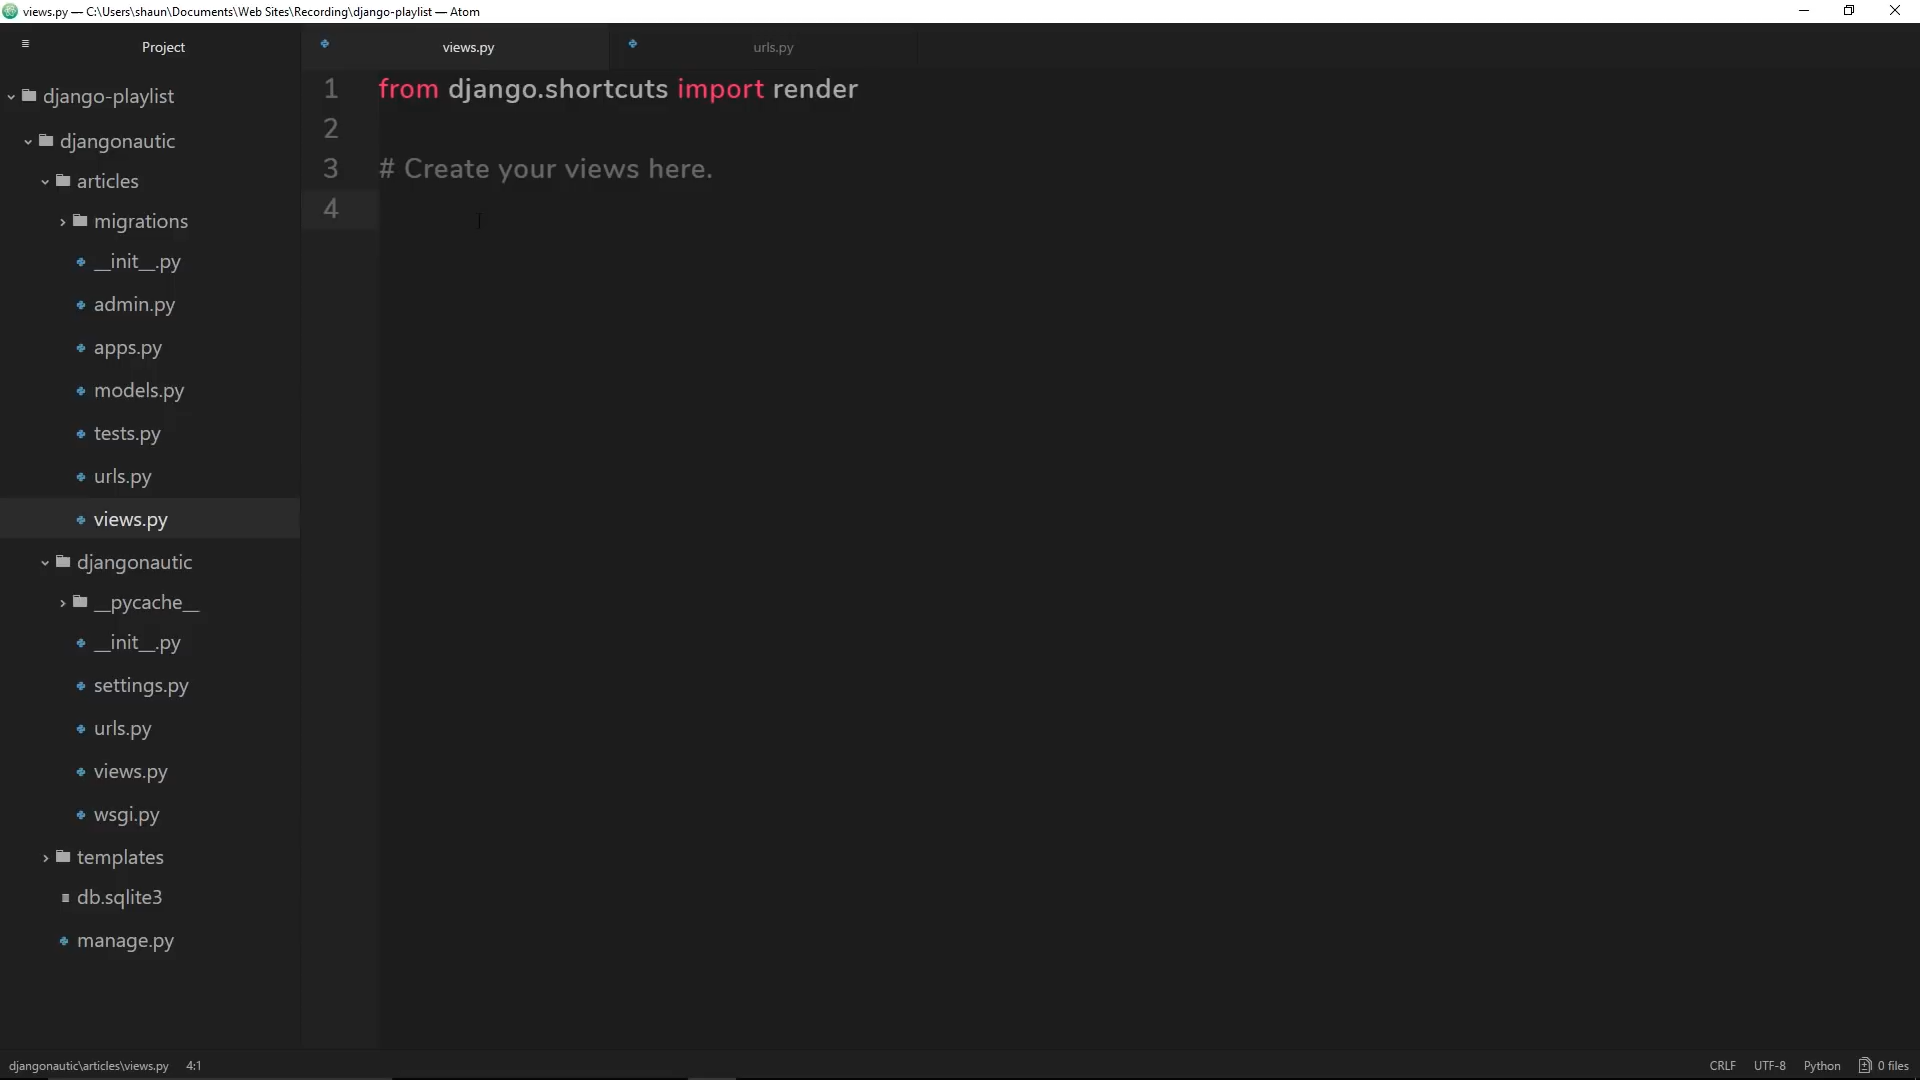 views.py — C:\Users\shaun\Documents\Web Sites\Recording\django-playlist — Atom
Project
views.py
urls.py
django-playlist
djangonautic
articles
migrations
__init__.py
admin.py
apps.py
models.py
tests.py
urls.py
views.py
djangonautic
__pycache__
__init__.py
settings.py
urls.py
views.py
wsgi.py
templates
db.sqlite3
manage.py
1 from django.shortcuts import render
2
3 # Create your views here.
4
djangonautic\articles\views.py 4:1
CRLF UTF-8 Python 0 files